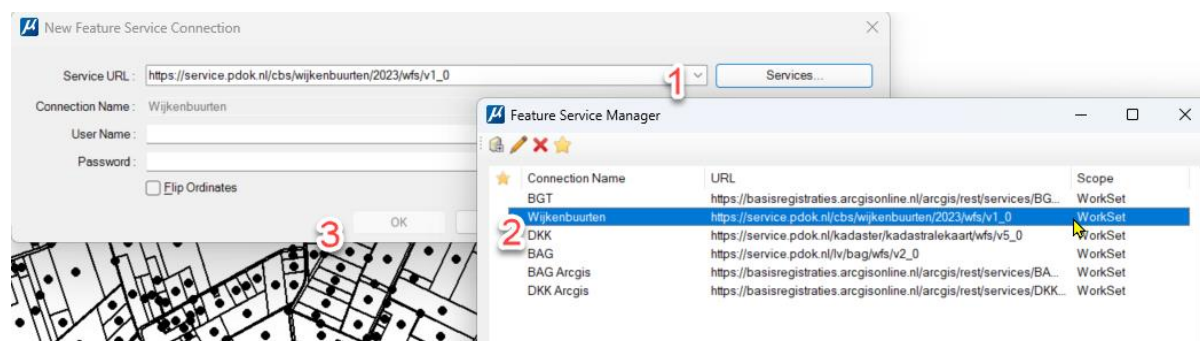 New Feature Service Connection
Service URL : https://service.pdok.nl/cbs/wijkenbuurten/2023/wfs/v1_0 1 Services...
Connection Name : Wijkenbuurten
User Name :
Password :
Flip Ordinates
3 OK
Feature Service Manager
Connection Name URL Scope
BGT https://basisregistraties.arcgisonline.nl/arcgis/rest/services/BG... WorkSet
2 Wijkenbuurten https://service.pdok.nl/cbs/wijkenbuurten/2023/wfs/v1_0 WorkSet
DKK https://service.pdok.nl/kadaster/kadastralekaart/wfs/v5_0 WorkSet
BAG https://service.pdok.nl/lv/bag/wfs/v2_0 WorkSet
BAG Arcgis https://basisregistraties.arcgisonline.nl/arcgis/rest/services/BA... WorkSet
DKK Arcgis https://basisregistraties.arcgisonline.nl/arcgis/rest/services/DKK... WorkSet